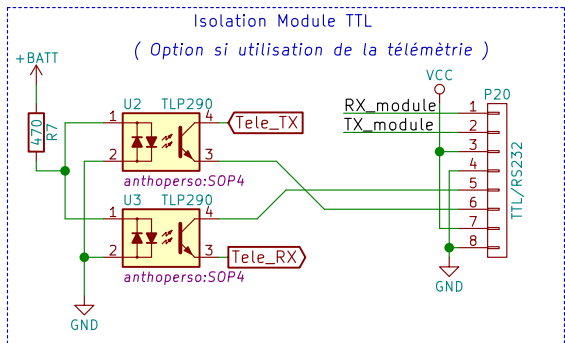 Isolation Module TTL
( Option si utilisation de la télémètrie )
+BATT
470
R7
U2 TLP290
1
2
4
3
anthoperso:SOP4
Tele_TX
U3 TLP290
1
2
4
3
anthoperso:SOP4
Tele_RX
GND
VCC
P20
RX_module
TX_module
1
2
3
4
5
6
7
8
TTL/RS232
GND